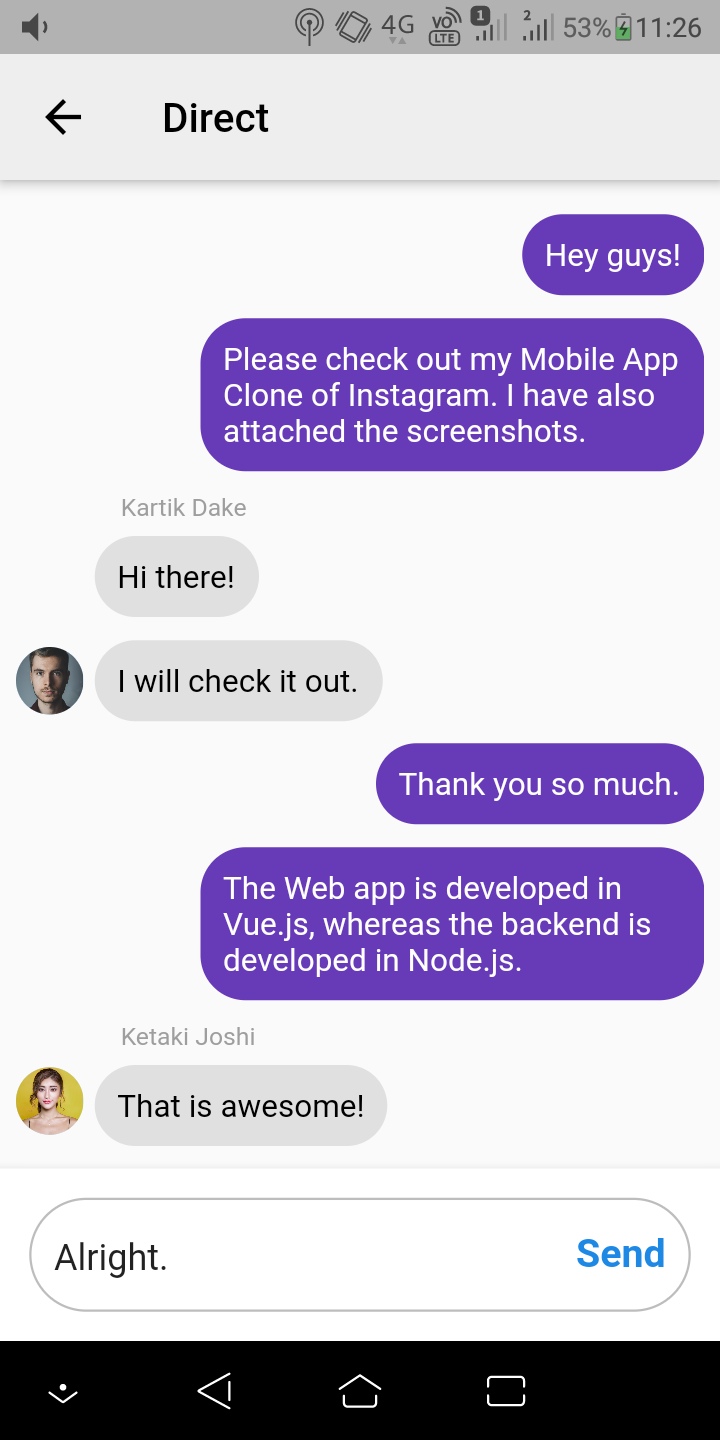 4G VO LTE 1 2 53% 11:26
Direct
Hey guys!
Please check out my Mobile App
Clone of Instagram. I have also
attached the screenshots.
Kartik Dake
Hi there!
I will check it out.
Thank you so much.
The Web app is developed in
Vue.js, whereas the backend is
developed in Node.js.
Ketaki Joshi
That is awesome!
Alright.
Send